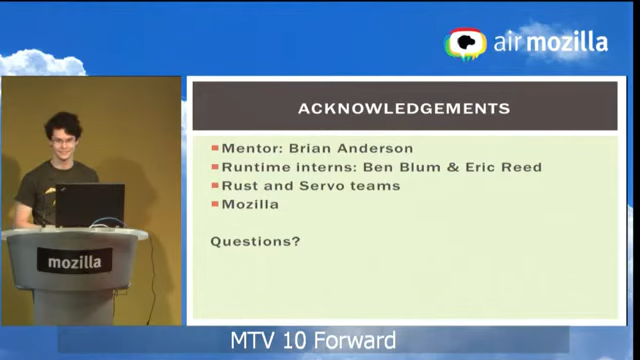 air mozilla
ACKNOWLEDGEMENTS
Mentor: Brian Anderson
Runtime interns: Ben Blum & Eric Reed
Rust and Servo teams
Mozilla
Questions?
mozilla
MTV 10 Forward